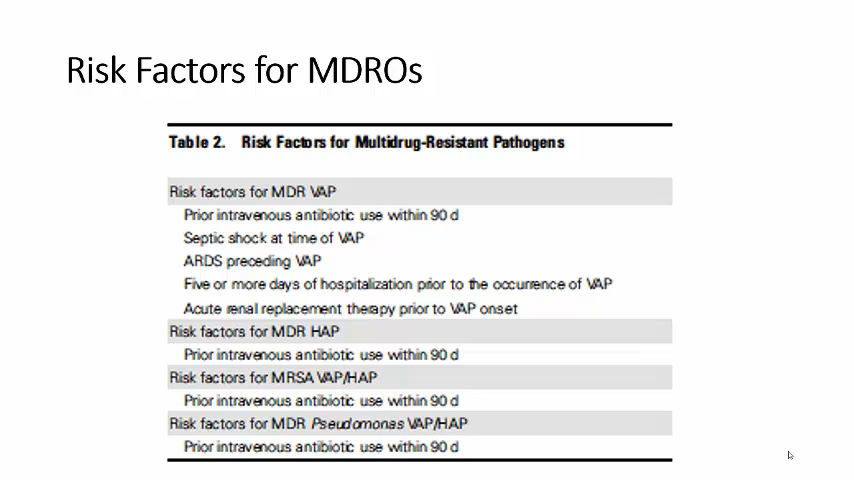 Risk Factors for MDROs
Table 2. Risk Factors for Multidrug-Resistant Pathogens
Risk factors for MDR VAP
Prior intravenous antibiotic use within 90 d
Septic shock at time of VAP
ARDS preceding VAP
Five or more days of hospitalization prior to the occurrence of VAP
Acute renal replacement therapy prior to VAP onset
Risk factors for MDR HAP
Prior intravenous antibiotic use within 90 d
Risk factors for MRSA VAP/HAP
Prior intravenous antibiotic use within 90 d
Risk factors for MDR Pseudomonas VAP/HAP
Prior intravenous antibiotic use within 90 d